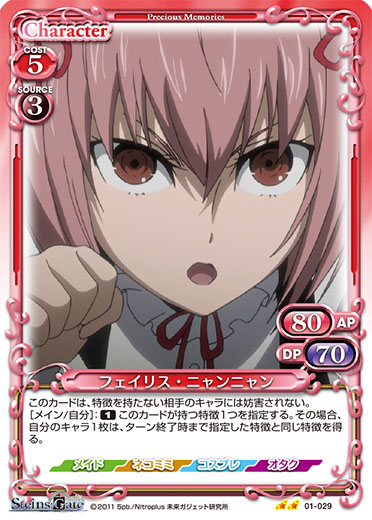 Precious Memories
Character
COST
5
SOURCE
3
80 AP
DP 70
フェイリス・ニャンニャン
このカードは、特徴を持たない相手のキャラには妨害されない。
[メイン/自分]:1このカードが持つ特徴1つを指定する。その場合、
自分のキャラ1枚は、ターン終了時まで指定した特徴と同じ特徴を得
る。
メイド ネコミミ コスプレ オタク
Steins;Gate ©2011 5pb./Nitroplus 未来ガジェット研究所 01-029